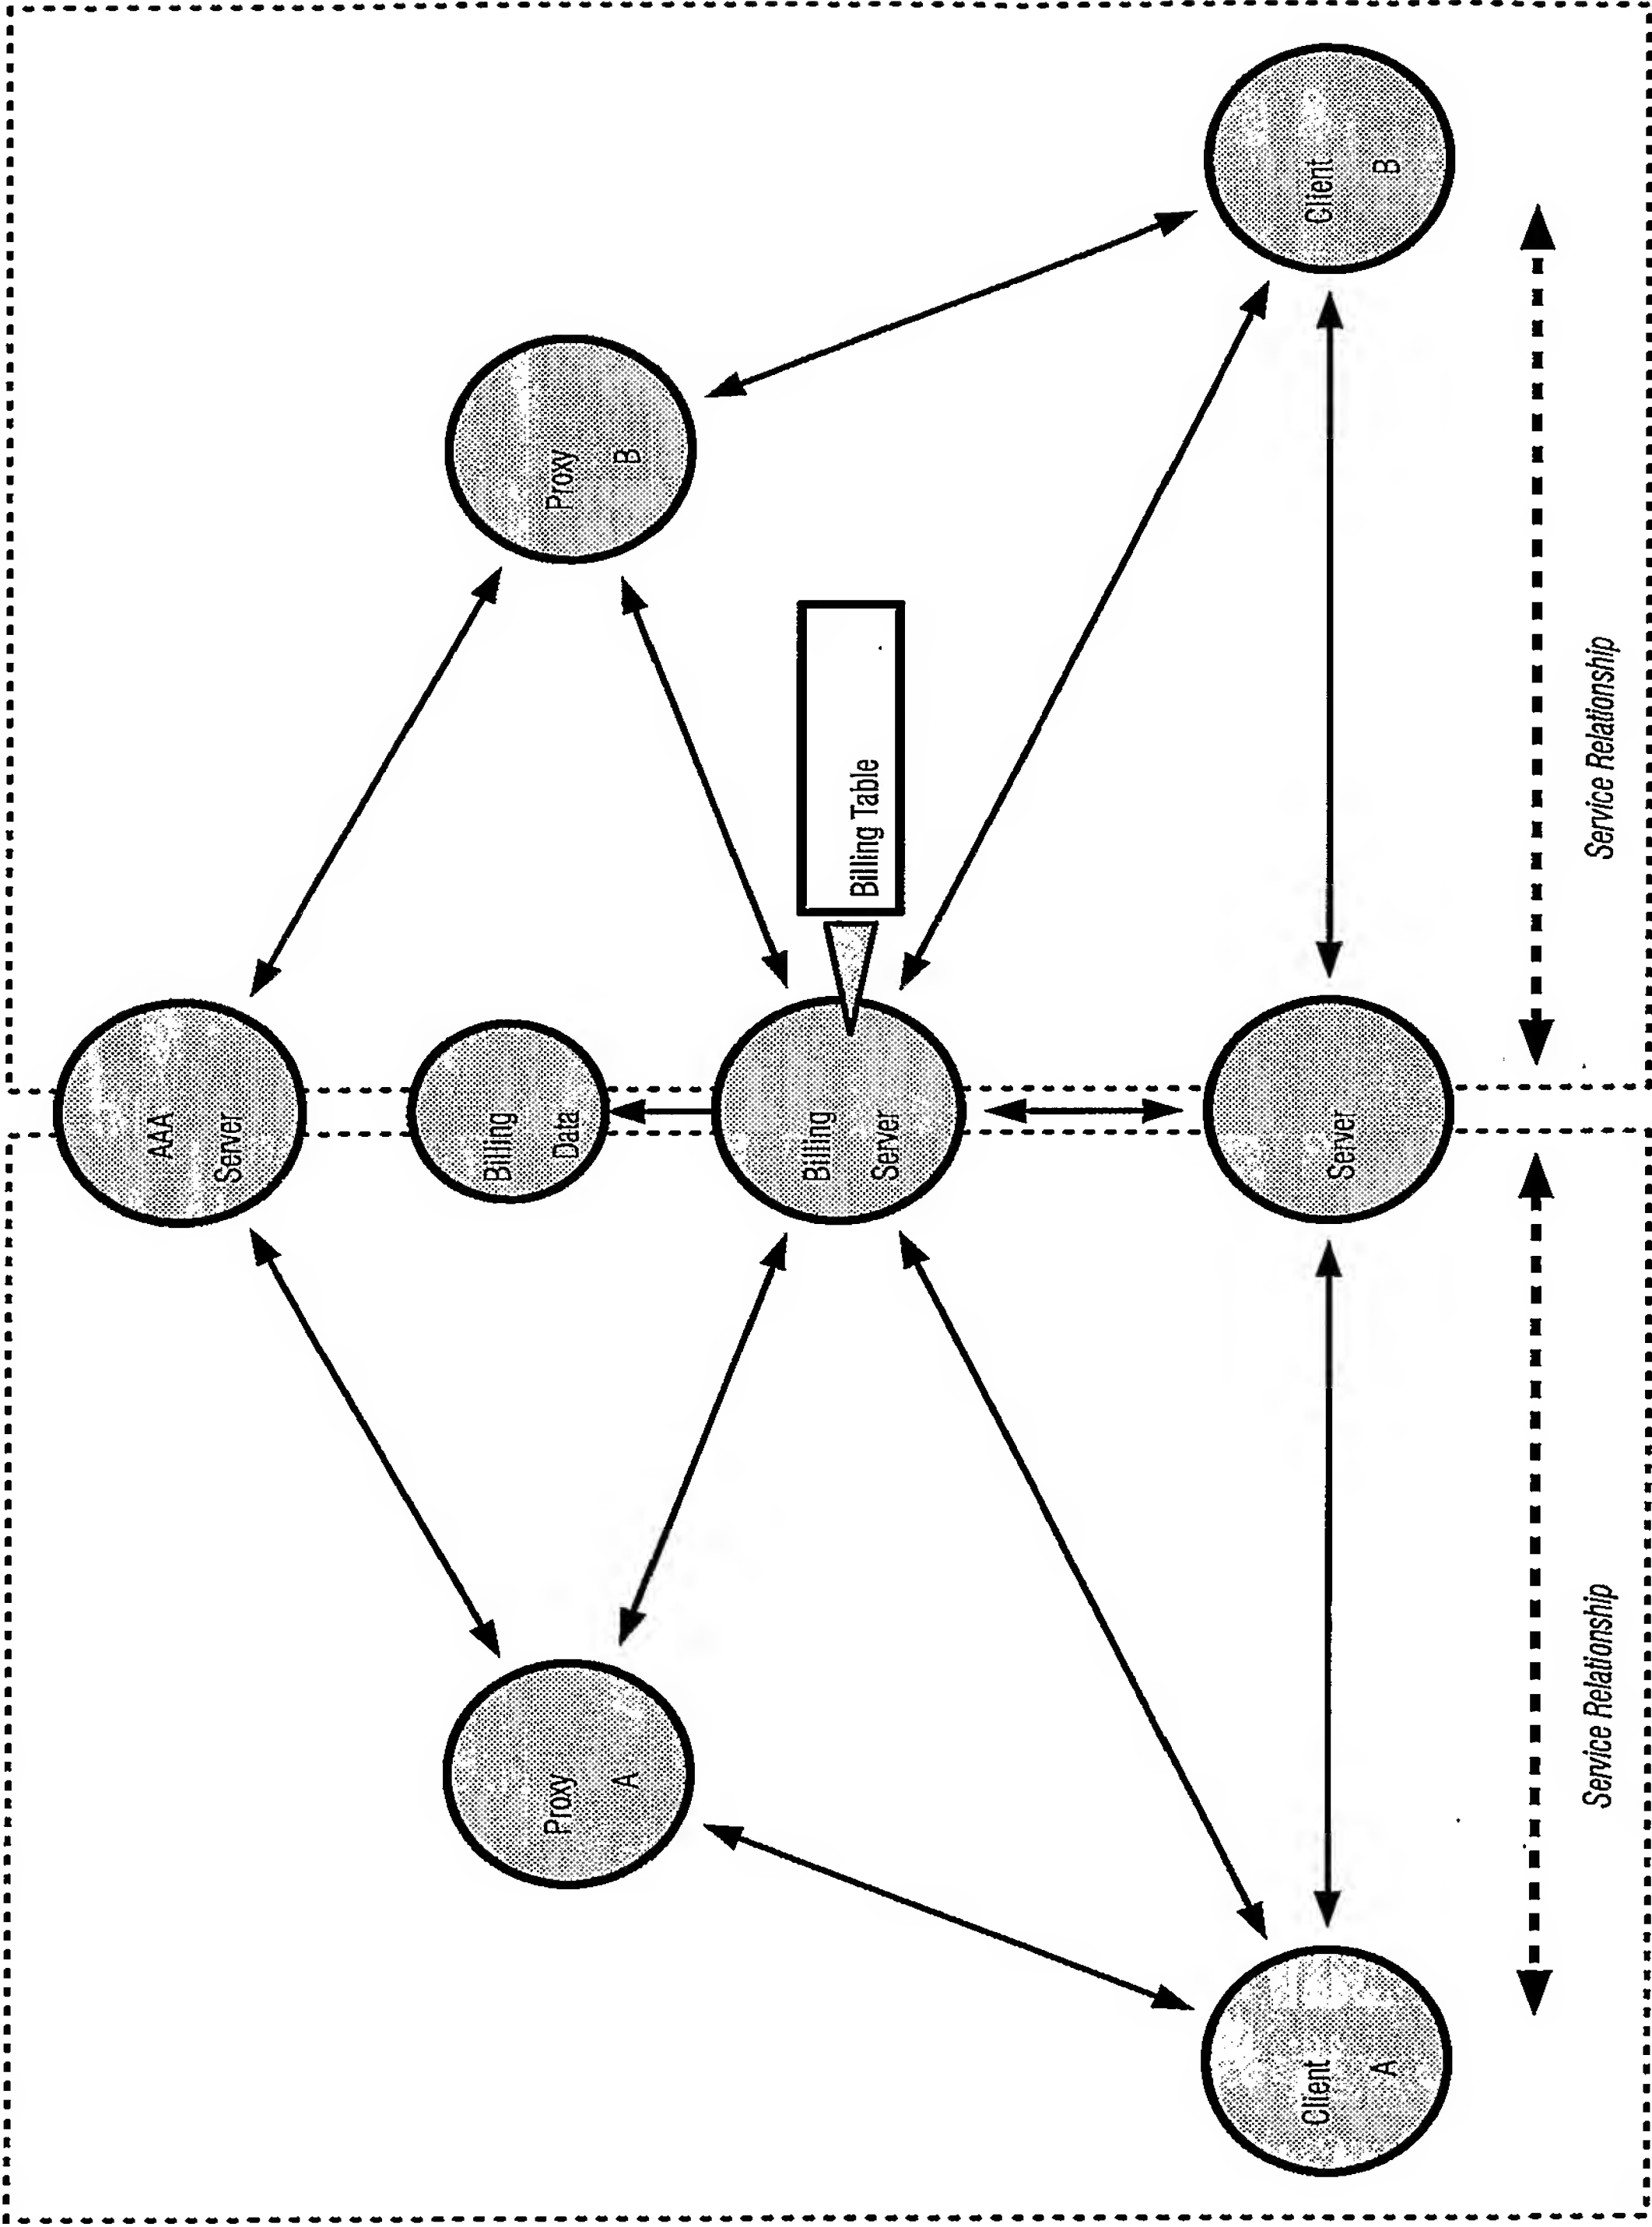 AAA
Server
Proxy
A
Billing
Data
Proxy
B
Billing
Server
Billing Table
Client
A
Server
Client
B
Service Relationship
Service Relationship